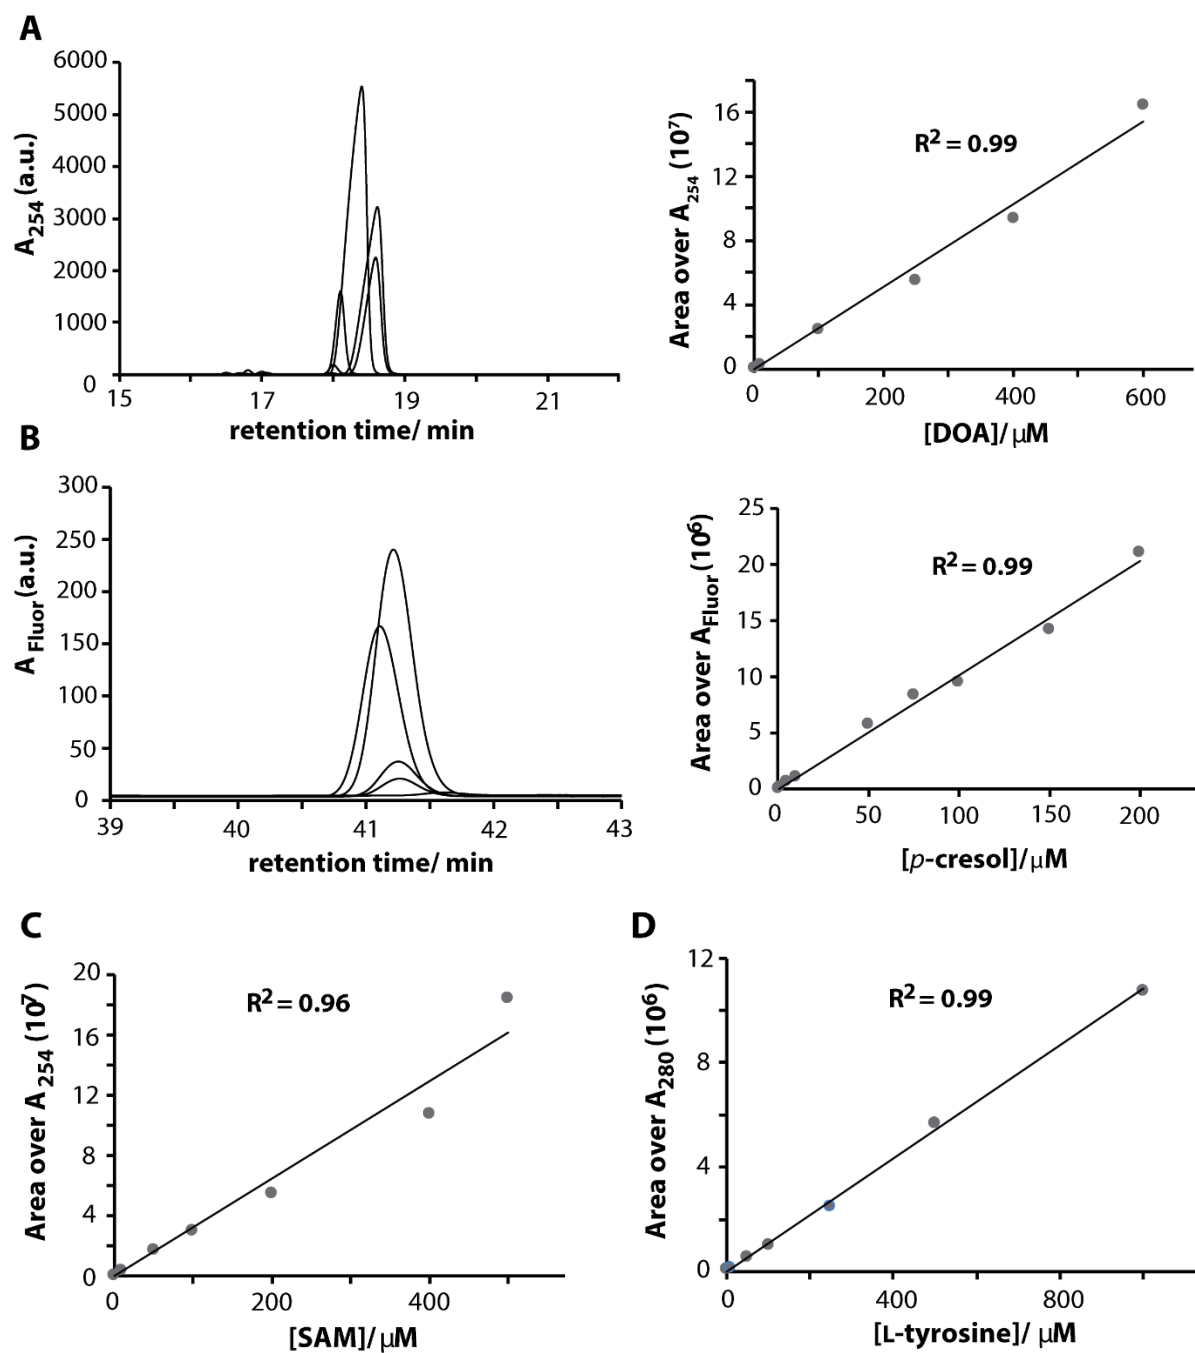 A
6000
5000
4000
3000
2000
1000
0
A254 (a.u.)
15 17 19 21
retention time/ min
16
12
8
4
0
Area over A254 (10⁷)
R² = 0.99
0 200 400 600
[DOA]/ μM
B
300
250
200
150
100
50
0
AFluor (a.u.)
39 40 41 42 43
retention time/ min
25
20
15
10
5
0
Area over AFluor (10⁶)
R² = 0.99
0 50 100 150 200
[p-cresol]/μM
C
20
16
12
8
4
0
Area over A254 (10⁷)
R² = 0.96
0 200 400
[SAM]/ μM
D
12
8
4
0
Area over A280 (10⁶)
R² = 0.99
0 400 800
[L-tyrosine]/ μM